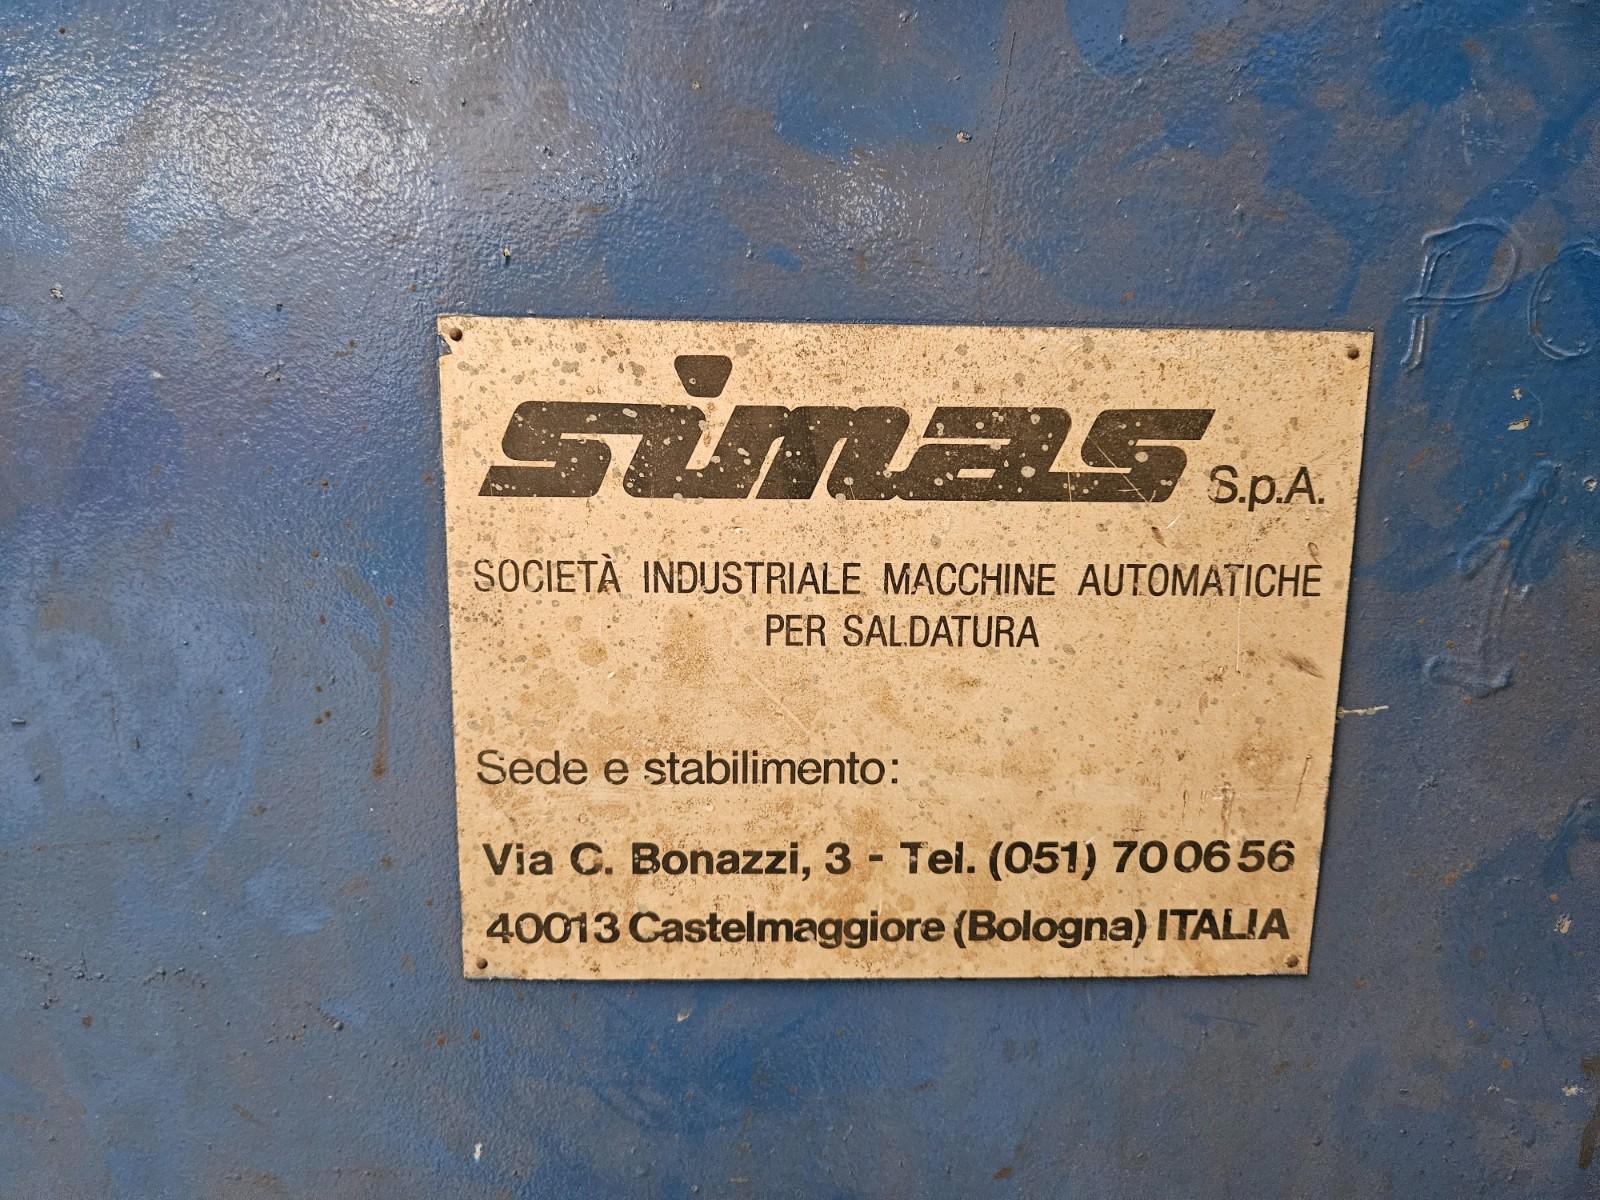 simas S.p.A.
SOCIETÀ INDUSTRIALE MACCHINE AUTOMATICHE
PER SALDATURA
Sede e stabilimento:
Via C. Bonazzi, 3 - Tel. (051) 700656
40013 Castelmaggiore (Bologna) ITALIA